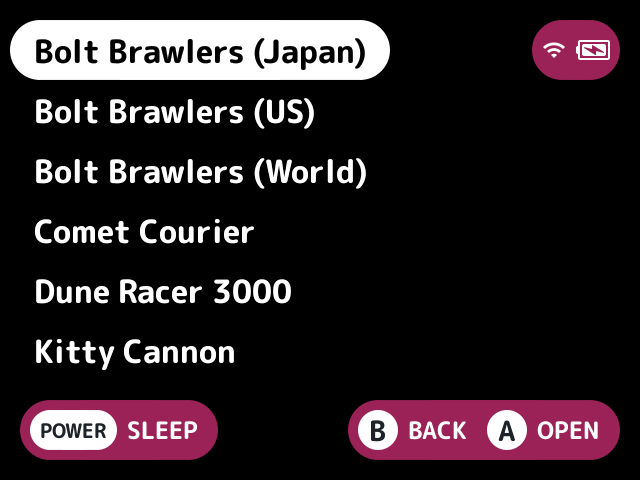 Bolt Brawlers (Japan)
Bolt Brawlers (US)
Bolt Brawlers (World)
Comet Courier
Dune Racer 3000
Kitty Cannon
POWER SLEEP
B BACK A OPEN